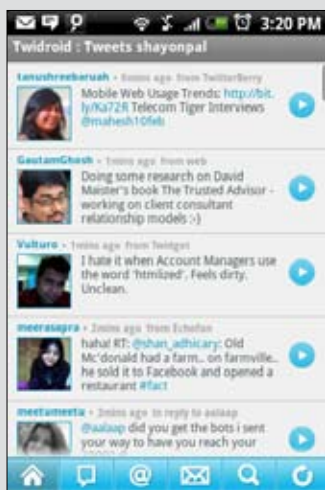 3:20 PM
Twidroid : Tweets shayonpal
tanushreebaruah • 0mins ago from TwitterBerry
Mobile Web Usage Trends: http://bit.
ly/Ka72R Telecom Tiger Interviews
@mahesh10feb
GautamGhosh • 1mins ago from web
Doing some research on David
Maister's book The Trusted Advisor -
working on client consultant
relationship models :-)
Vulturo • 1mins ago from Twidget
I hate it when Account Managers use
the word 'htmlized'. Feels dirty.
Unclean.
meerasapra • 2mins ago from Echofon
haha! RT: @shan_adhicary: Old
Mc'donald had a farm.. on farmville..
he sold it to Facebook and opened a
restaurant #fact
meetameeta • 3mins ago in reply to aalaap
@aalaap did you get the bots i sent
your way to have you reach your